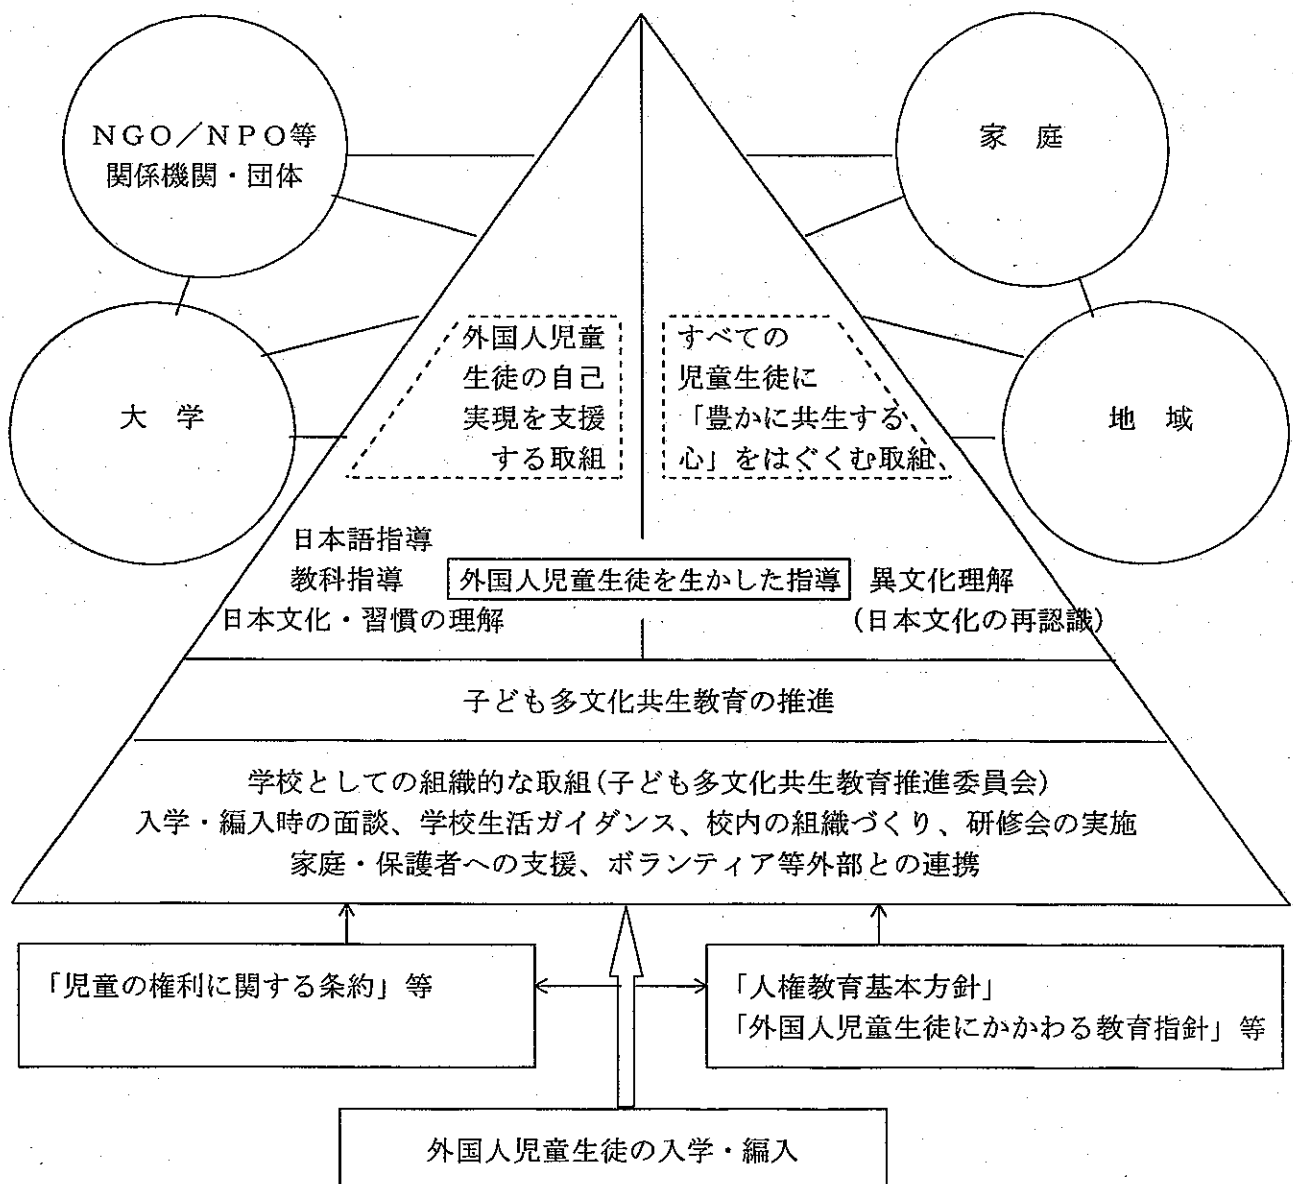 NGO/NPO等
関係機関・団体
家　庭
大　学
地　域
外国人児童
生徒の自己
実現を支援
する取組
すべての
児童生徒に
「豊かに共生する
心」をはぐくむ取組
日本語指導
教科指導
日本文化・習慣の理解
外国人児童生徒を生かした指導
異文化理解
(日本文化の再認識)
子ども多文化共生教育の推進
学校としての組織的な取組(子ども多文化共生教育推進委員会)
入学・編入時の面談、学校生活ガイダンス、校内の組織づくり、研修会の実施
家庭・保護者への支援、ボランティア等外部との連携
「児童の権利に関する条約」等
「人権教育基本方針」
「外国人児童生徒にかかわる教育指針」等
外国人児童生徒の入学・編入